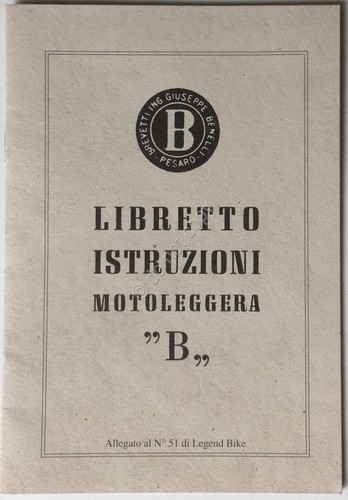 BREVETTI ING GIUSEPPE BENELLI
B
· PESARO ·
LIBRETTO
ISTRUZIONI
MOTOLEGGERA
”B„
Allegato al N° 51 di Legend Bike